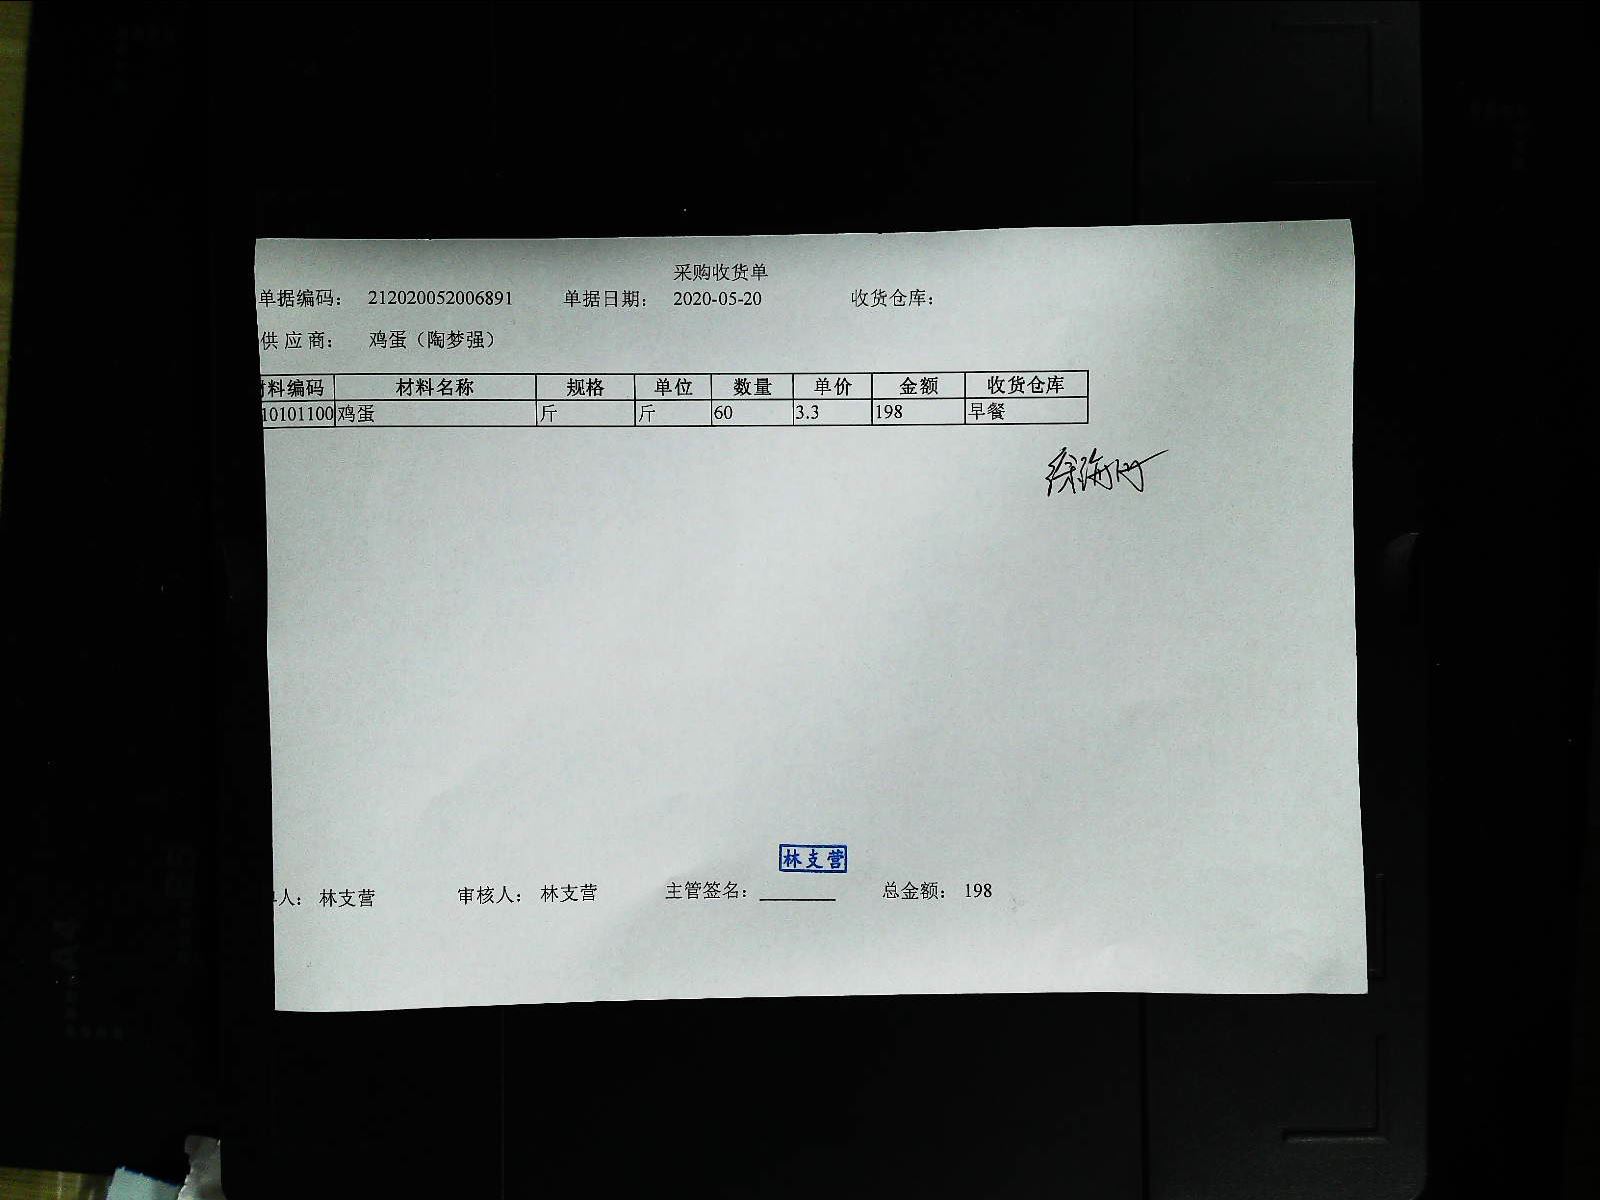 采购收货单
单据编码： 212020052006891 单据日期： 2020-05-20 收货仓库：
供应商： 鸡蛋（陶梦强）
材料编码 材料名称 规格 单位 数量 单价 金额 收货仓库
10101100 鸡蛋 斤 斤 60 3.3 198 早餐
林支营
人： 林支营 审核人： 林支营 主管签名： 总金额： 198